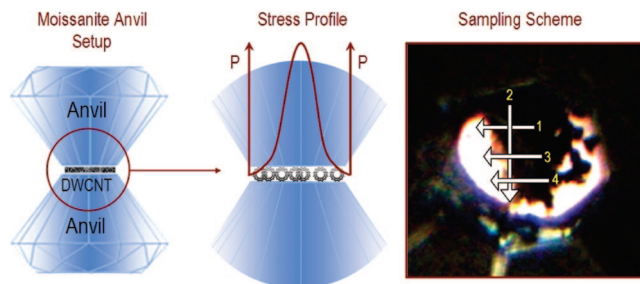 Moissanite Anvil
Setup
Anvil
DWCNT
Anvil
Stress Profile
P
P
Sampling Scheme
2
1
3
4